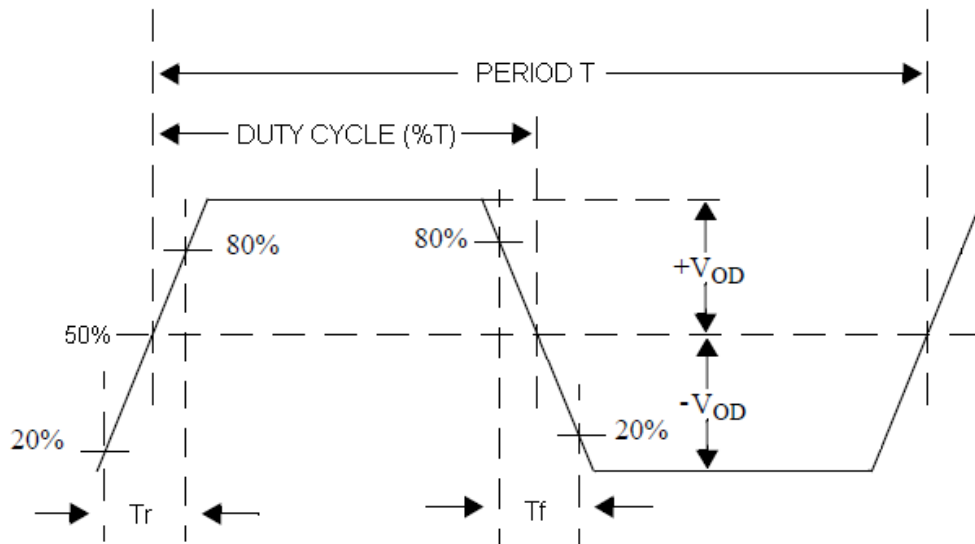 PERIOD T
DUTY CYCLE (%T)
80%
80%
+VOD
50%
-VOD
20%
20%
Tr
Tf